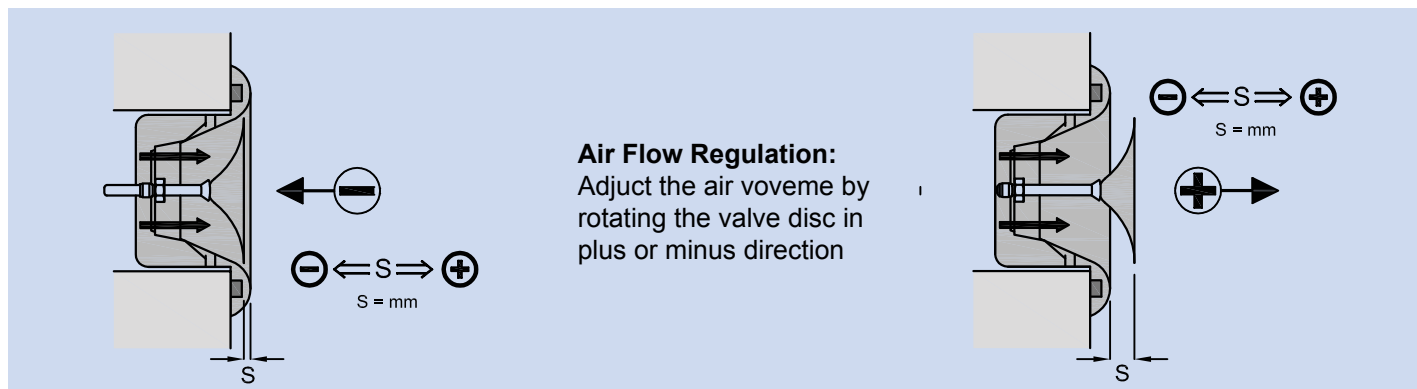 S
S = mm
S
Air Flow Regulation:
Adjuct the air voveme by
rotating the valve disc in
plus or minus direction
S
S = mm
S